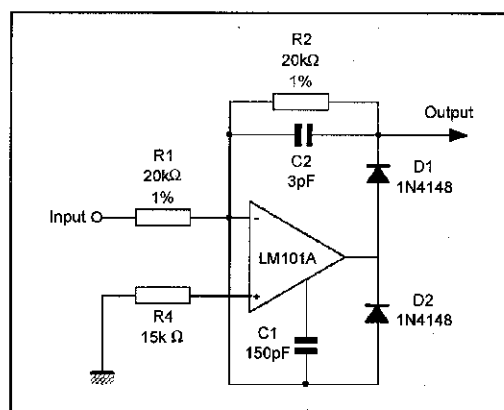 R2
20kΩ
1%
Output
C2
3pF
D1
1N4148
R1
20kΩ
1%
Input
-
LM101A
+
R4
15k Ω
C1
150pF
D2
1N4148